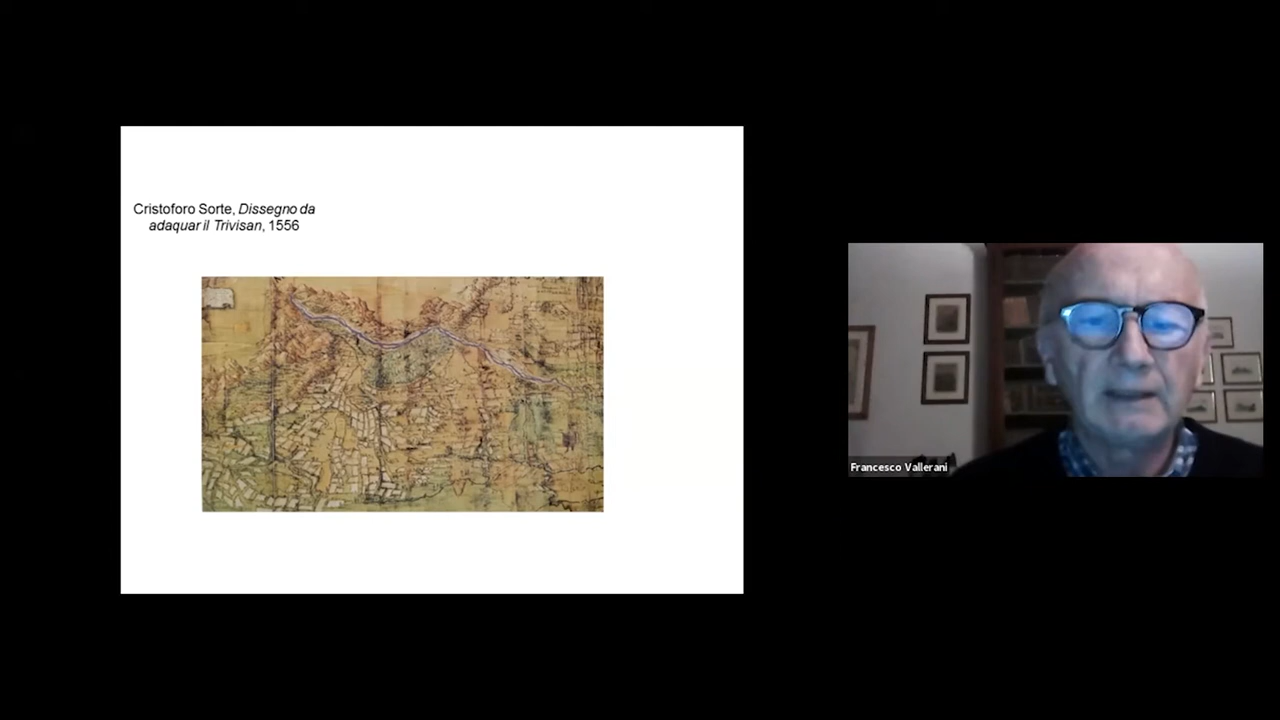 Cristoforo Sorte, Dissegno da
adaquar il Trivisan, 1556
Francesco Vallerani